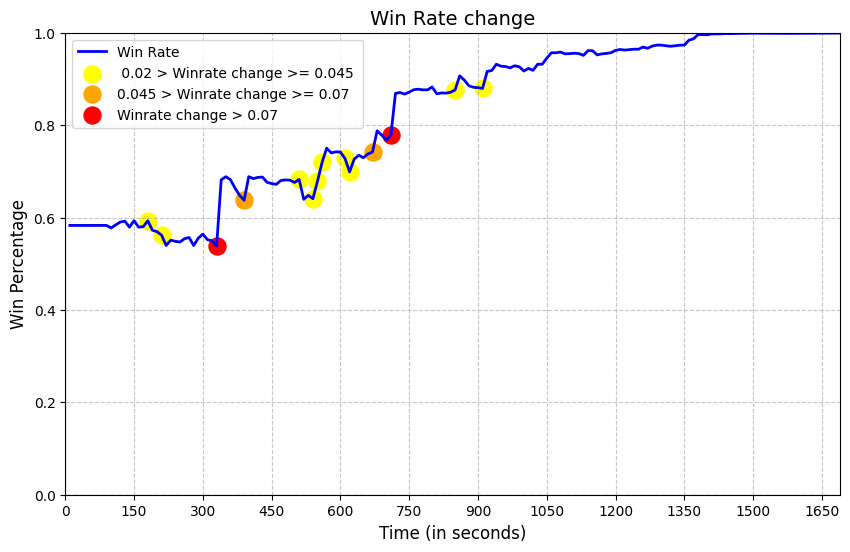 Win Rate change
Win Rate
0.02 > Winrate change >= 0.045
0.045 > Winrate change >= 0.07
Winrate change > 0.07
1.0
0.8
0.6
0.4
0.2
0.0
Win Percentage
0 150 300 450 600 750 900 1050 1200 1350 1500 1650
Time (in seconds)